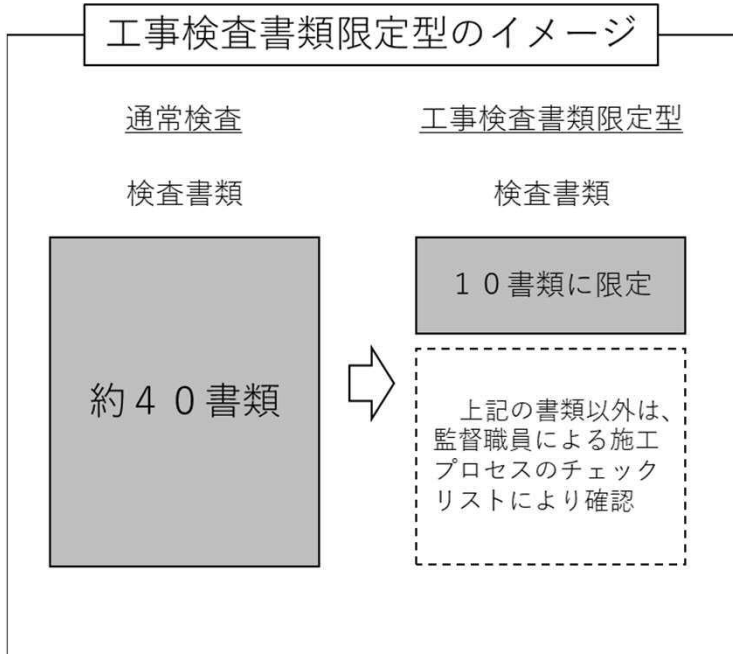 工事検査書類限定型のイメージ
通常検査
検査書類
約４０書類
工事検査書類限定型
検査書類
１０書類に限定
上記の書類以外は、
監督職員による施工
プロセスのチェック
リストにより確認